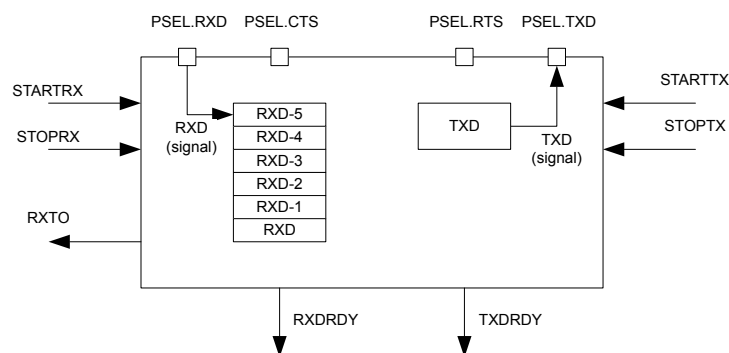 PSEL.RXD PSEL.CTS PSEL.RTS PSEL.TXD
STARTRX
STARTTX
RXD-5
RXD
(signal)
RXD-4
TXD
TXD
(signal)
STOPRX
STOPTX
RXD-3
RXD-2
RXD-1
RXTO
RXD
RXDRDY
TXDRDY